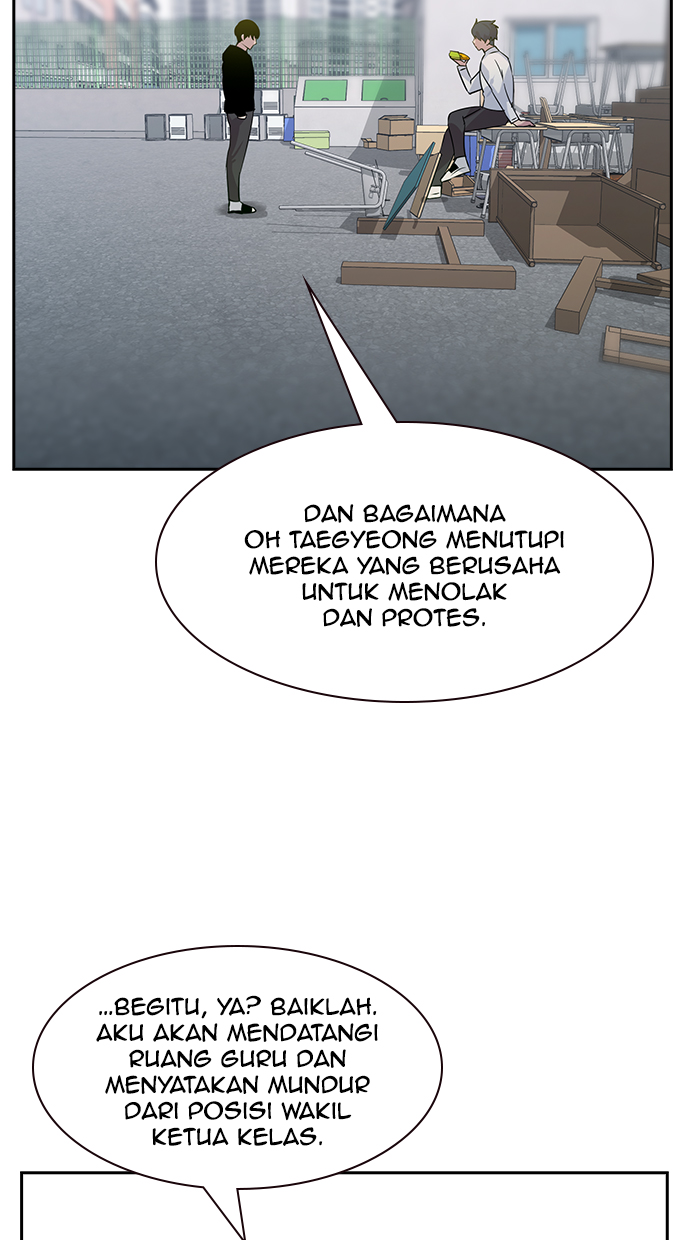 DAN BAGAIMANA
OH TAEGYEONG MENUTUPI
MEREKA YANG BERUSAHA
UNTUK MENOLAK
DAN PROTES.
...BEGITU, YA? BAIKLAH.
AKU AKAN MENDATANGI
RUANG GURU DAN
MENYATAKAN MUNDUR
DARI POSISI WAKIL
KETUA KELAS.